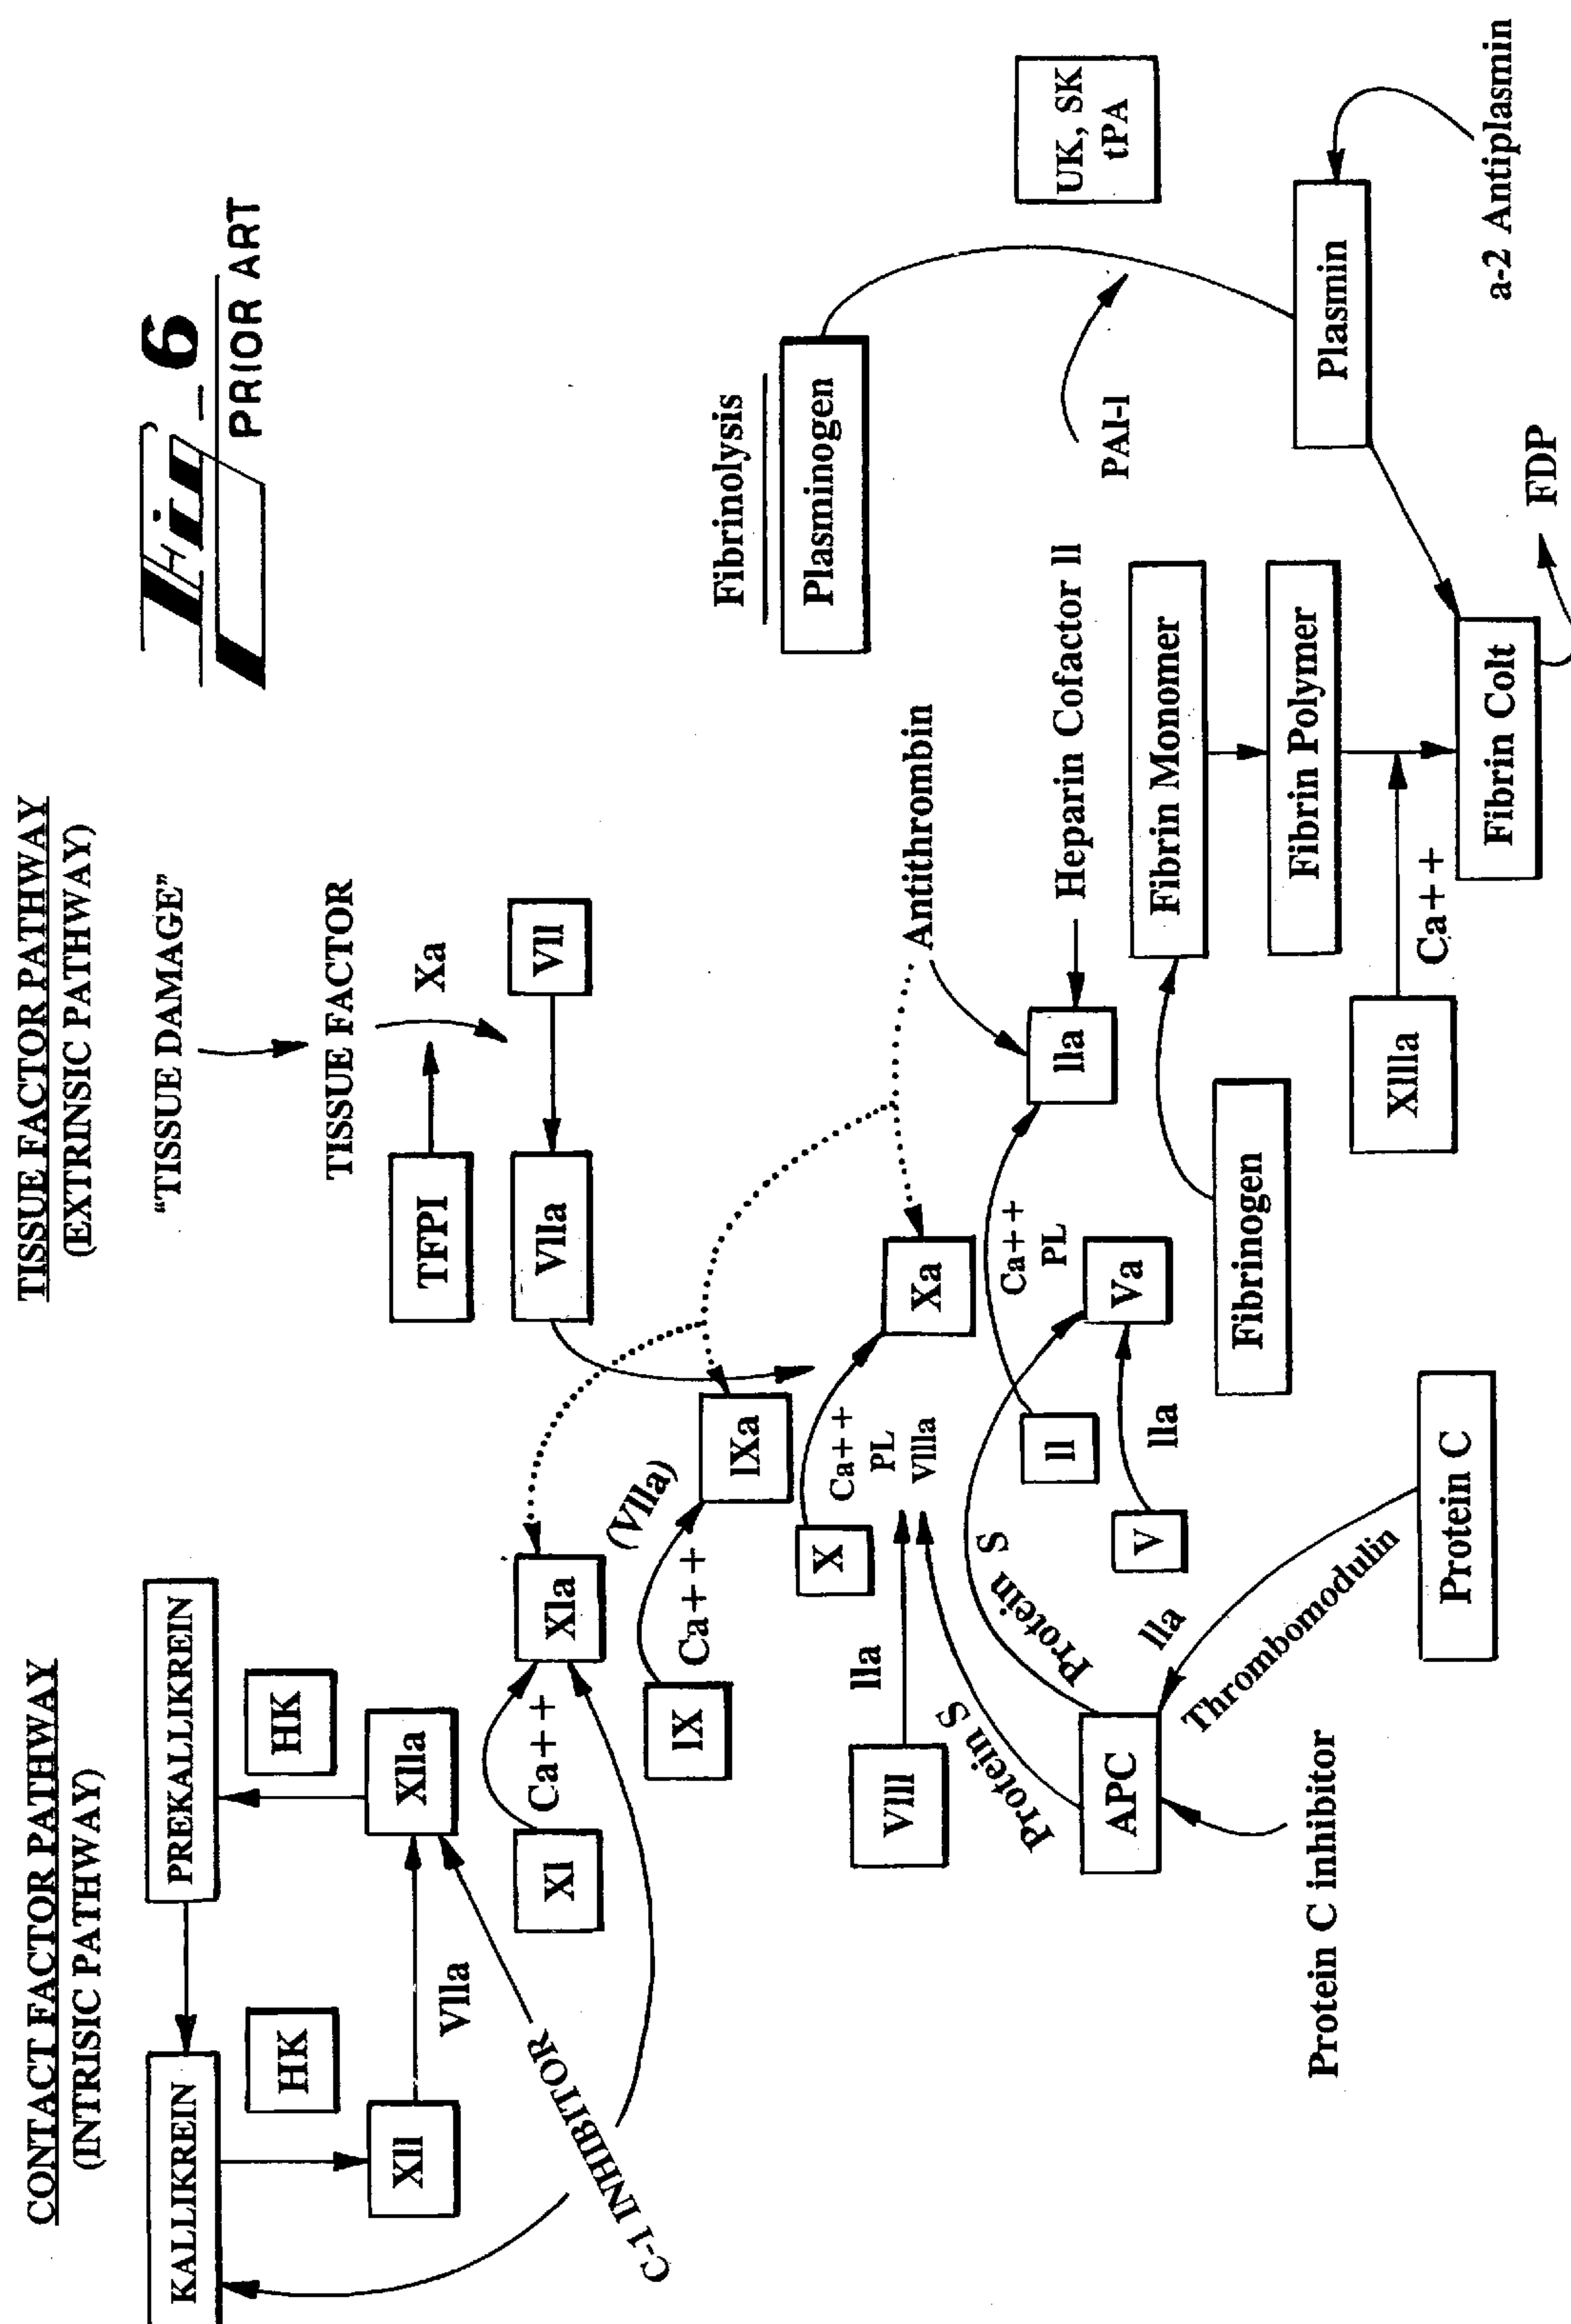 CONTACT FACTOR PATHWAY
(INTRISIC PATHWAY)
TISSUE FACTOR PATHWAY
(EXTRINSIC PATHWAY)
Fig_6
PRIOR ART
KALLIKREIN
PREKALLIKREIN
"TISSUE DAMAGE"
HK
HK
TISSUE FACTOR
XII
VIIa
XIIa
TFPI
Xa
C-1 INHIBITOR
XI
Ca++
XIa
VIIa
VII
IX
Ca++
(VIIa)
IXa
Fibrinolysis
Plasminogen
VIII
IIa
X
Ca++
PL
VIIIa
Xa
Antithrombin
Protein S
Protein S
II
Ca++
PL
IIa
Heparin Cofactor II
UK, SK
tPA
PAI-1
APC
IIa
Thrombomodulin
V
IIa
Va
Fibrin Monomer
Fibrinogen
Fibrin Polymer
Plasmin
Protein C inhibitor
Protein C
XIIIa
Ca++
Fibrin Colt
FDP
a-2 Antiplasmin